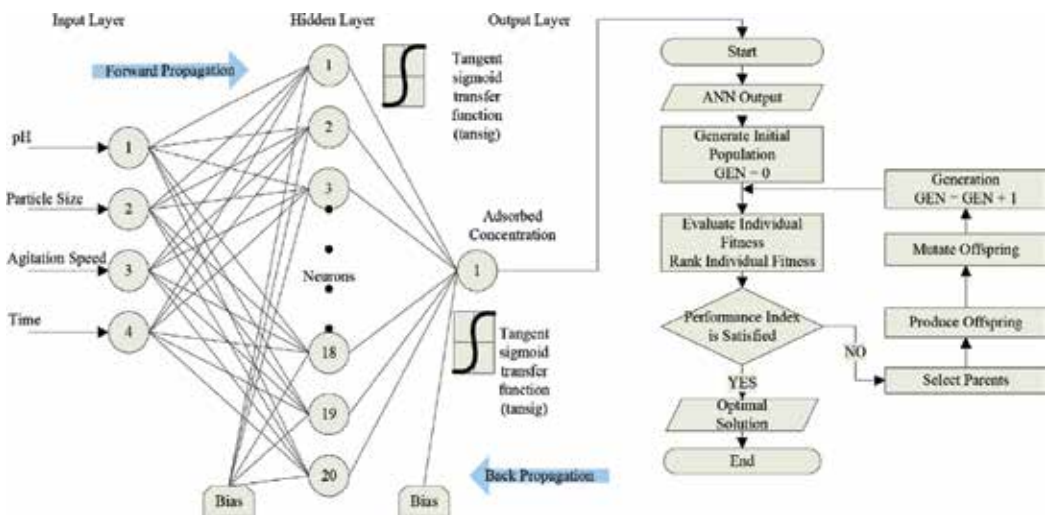 Input Layer
Hidden Layer
Output Layer
Forward Propagation
Tangent
sigmoid
transfer
function
(tansig)
pH
Particle Size
Agitation Speed
Time
1
2
3
4
1
2
3
Neurons
18
19
20
Bias
Bias
Adsorbed
Concentration
1
Tangent
sigmoid
transfer
function
(tansig)
Back Propagation
Start
ANN Output
Generate Initial
Population
GEN = 0
Evaluate Individual
Fitness
Rank Individual Fitness
Performance Index
is Satisfied
NO
YES
Optimal
Solution
End
Generation
GEN = GEN + 1
Mutate Offspring
Produce Offspring
Select Parents